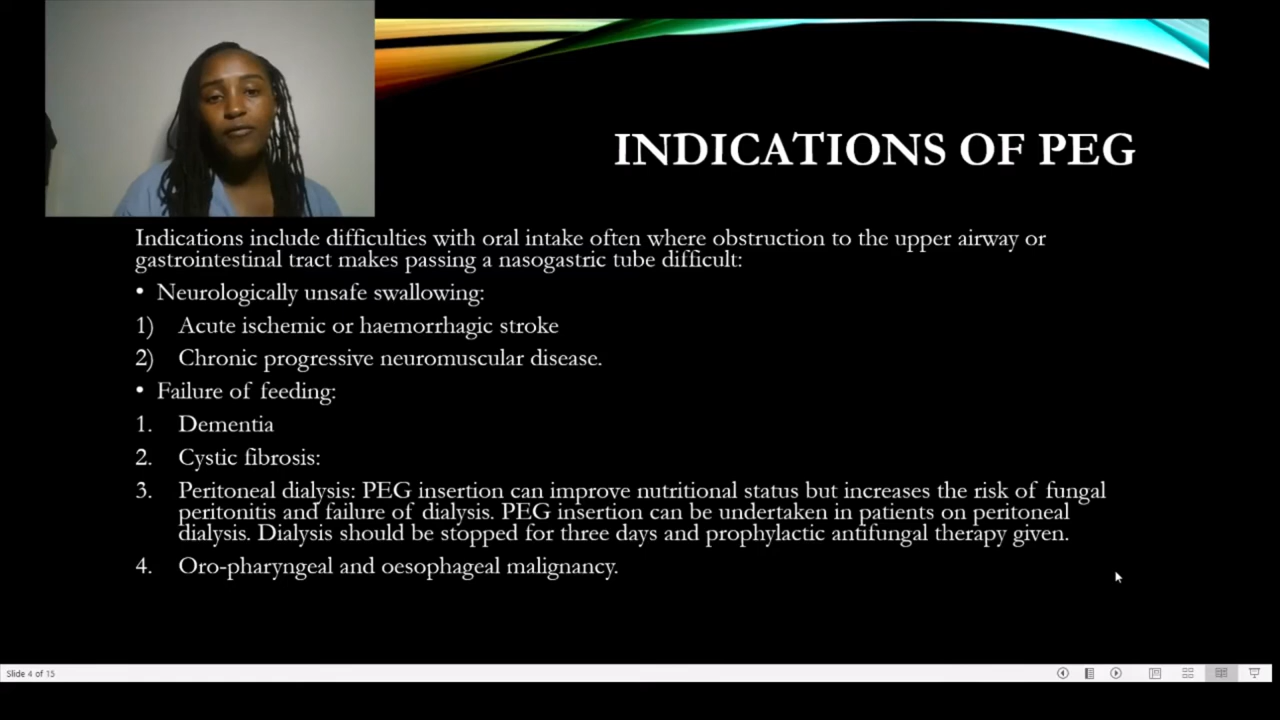 INDICATIONS OF PEG
Indications include difficulties with oral intake often where obstruction to the upper airway or
gastrointestinal tract makes passing a nasogastric tube difficult:
• Neurologically unsafe swallowing:
1) Acute ischemic or haemorrhagic stroke
2) Chronic progressive neuromuscular disease.
• Failure of feeding:
1. Dementia
2. Cystic fibrosis:
3. Peritoneal dialysis: PEG insertion can improve nutritional status but increases the risk of fungal
peritonitis and failure of dialysis. PEG insertion can be undertaken in patients on peritoneal
dialysis. Dialysis should be stopped for three days and prophylactic antifungal therapy given.
4. Oro-pharyngeal and oesophageal malignancy.
Slide 4 of 15